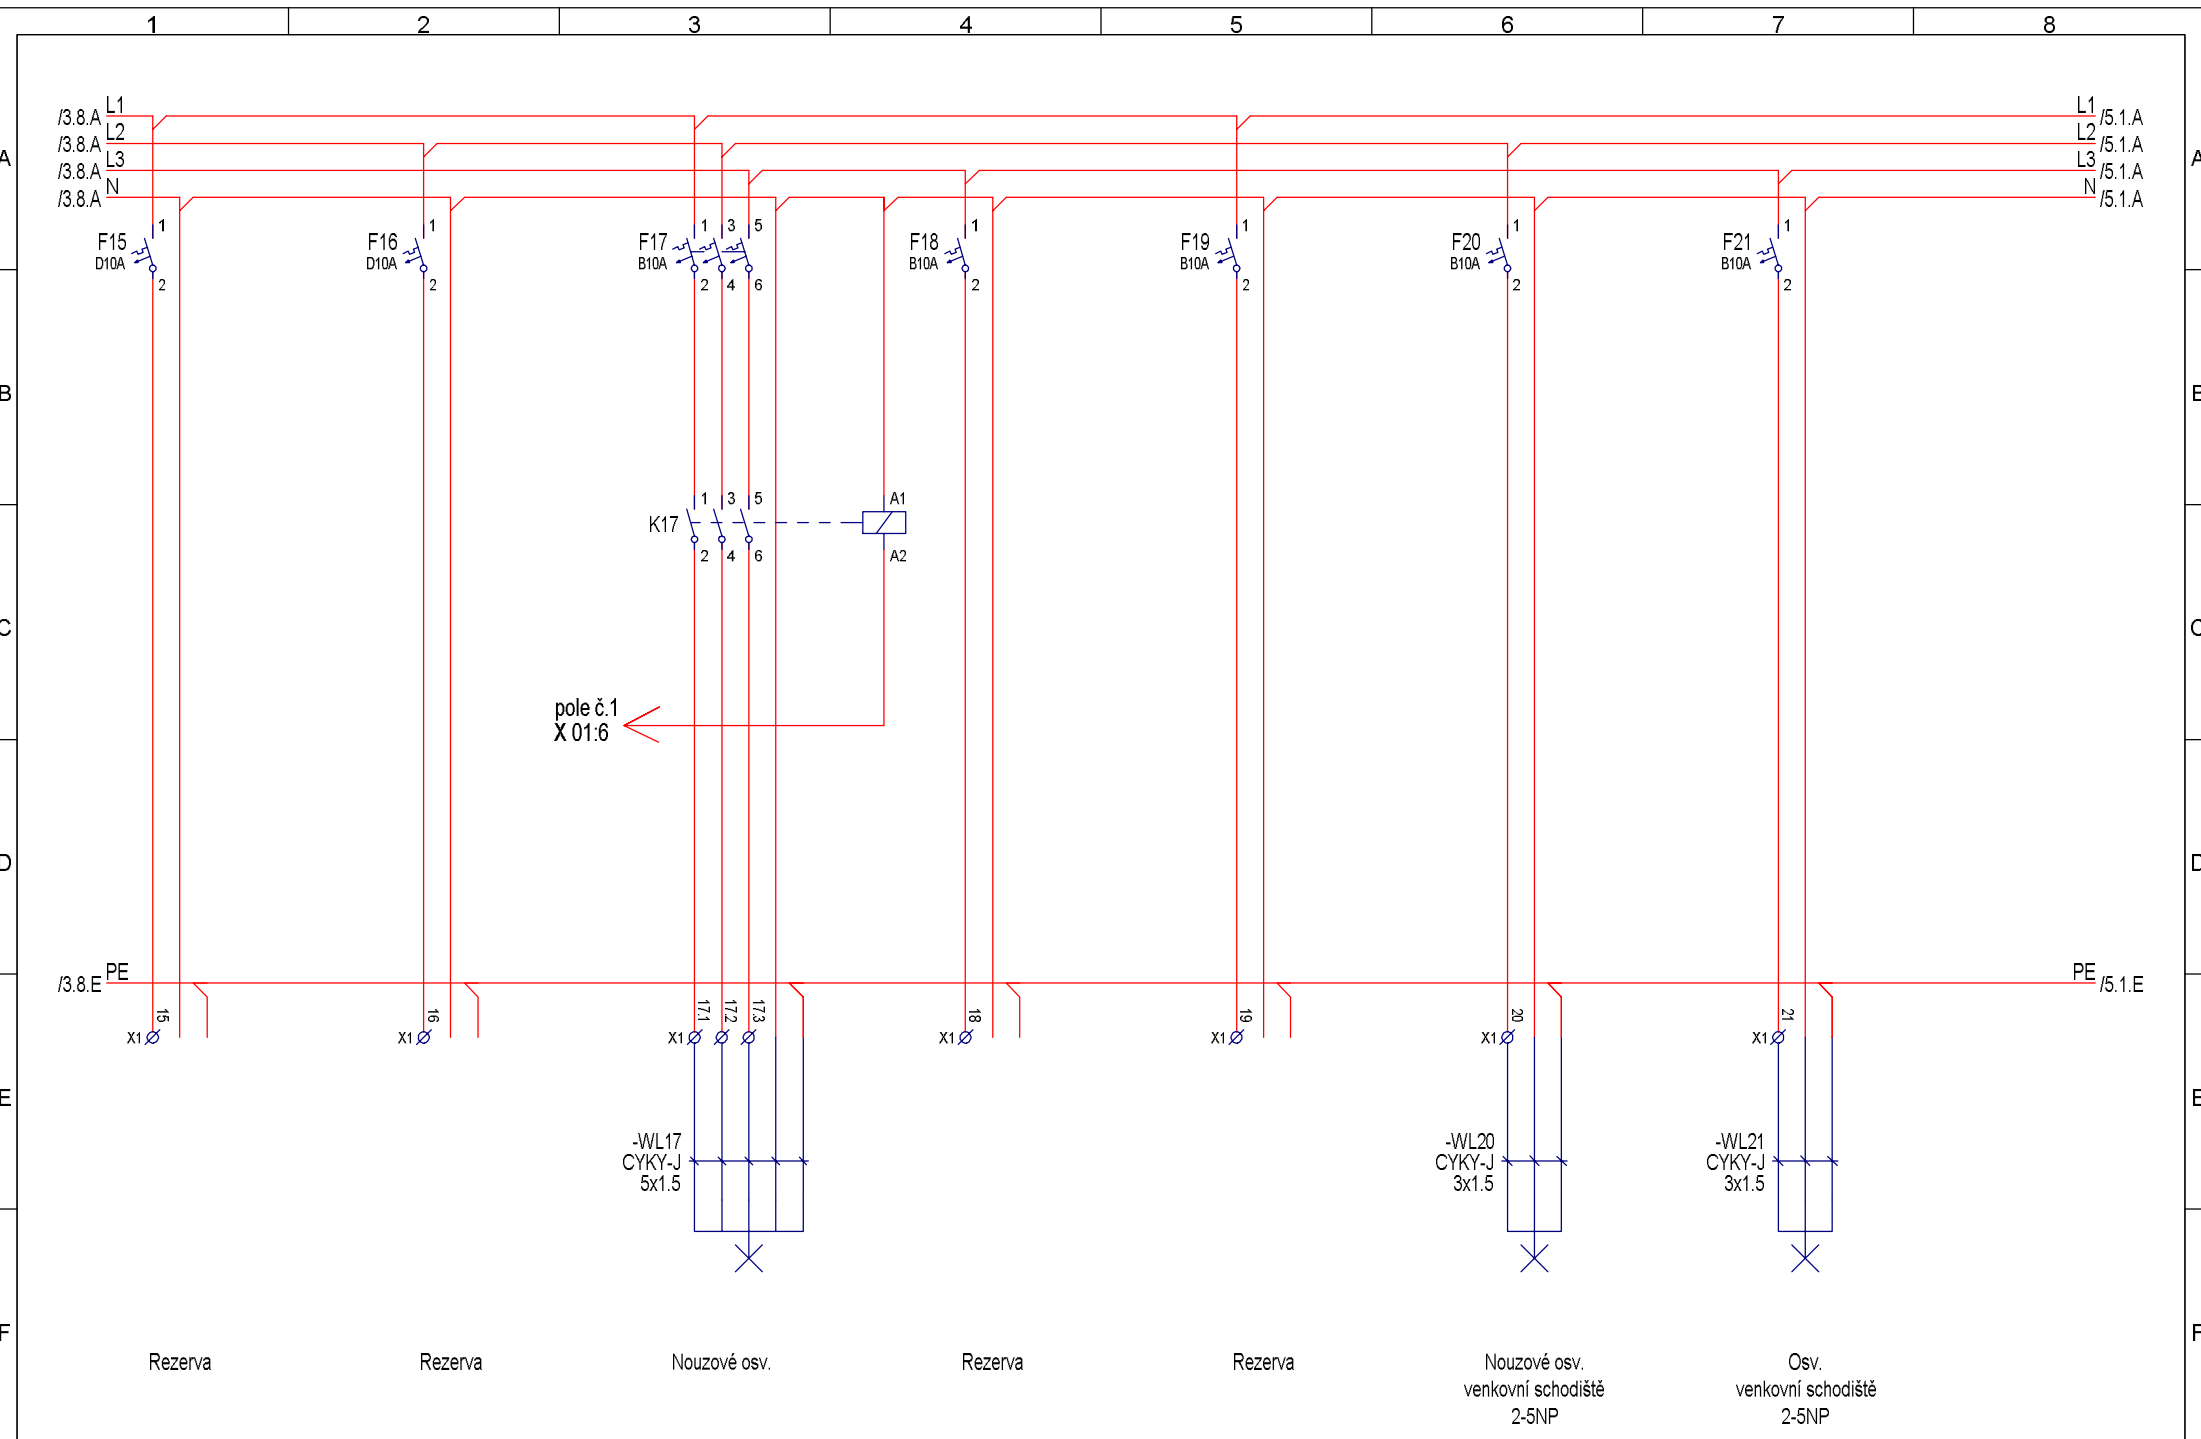 1 2 3 4 5 6 7 8
L1 L1
/3.8.A /5.1.A
L2 L2
/3.8.A /5.1.A
A A
L3 L3
/3.8.A /5.1.A
N N
/3.8.A /5.1.A
1 1 1 3 5 1 1 1 1
F15 F16 F17 F18 F19 F20 F21
D10A D10A B10A B10A B10A B10A B10A
2 2 2 4 6 2 2 2 2
B
1 3 5 A1
K17
2 4 6 A2
C
pole č.1
X 01:6
D D
PE PE
/3.8.E /5.1.E
15 16 17.1 17.2 17.3 18 19 20 21
X1 X1 X1 X1 X1 X1 X1
E E
-WL17 -WL20 -WL21
CYKY-J CYKY-J CYKY-J
5x1.5 3x1.5 3x1.5
F F
Rezerva Rezerva Nouzové osv. Rezerva Rezerva Nouzové osv. Osv.
venkovní schodiště venkovní schodiště
2-5NP 2-5NP